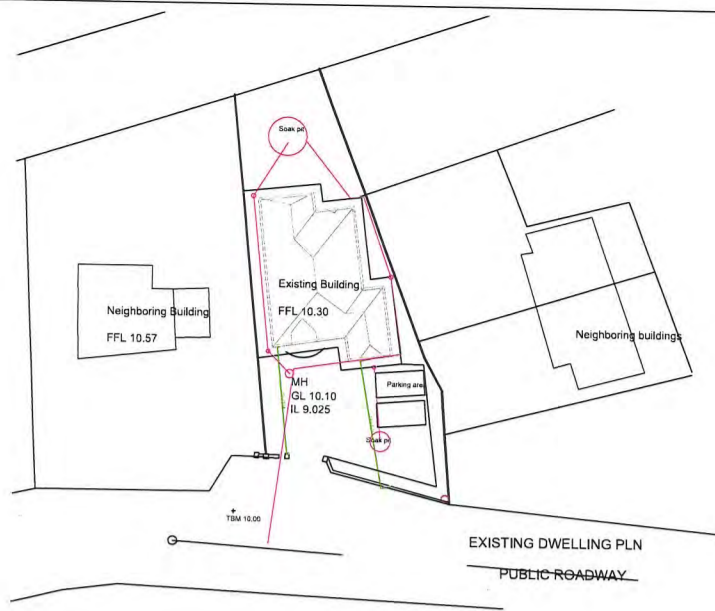 Soak pit
Existing Building
FFL 10.30
Neighboring Building
FFL 10.57
Neighboring buildings
MH
GL 10.10
IL 9.025
Parking area
Soak pit
TBM 10.00
EXISTING DWELLING PLN
PUBLIC ROADWAY